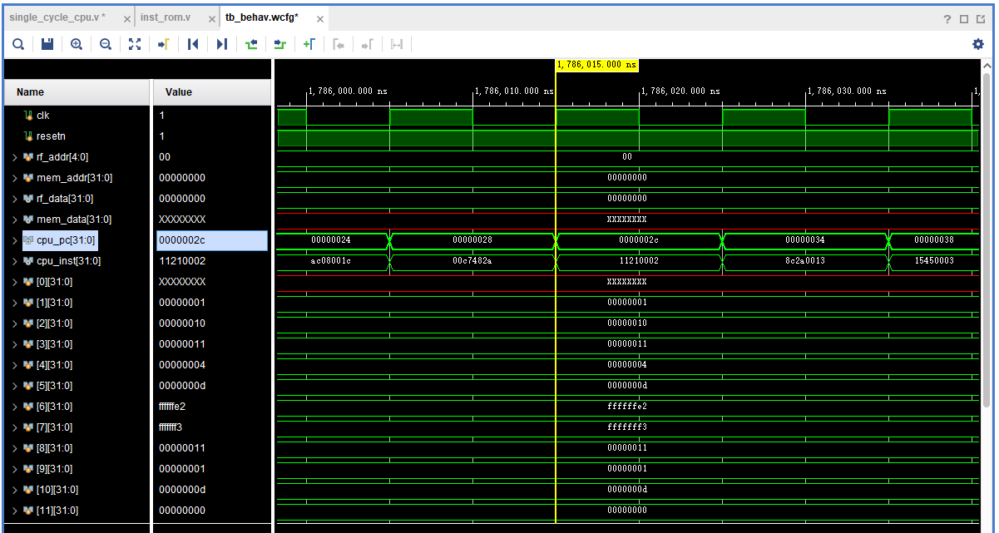 single_cycle_cpu.v * × inst_rom.v × tb_behav.wcfg* ×
?
1,786,015.000 ns
Name Value
1,786,000.000 ns 1,786,010.000 ns 1,786,020.000 ns 1,786,030.000 ns 1,
clk 1
resetn 1
rf_addr[4:0] 00 00
mem_addr[31:0] 00000000 00000000
rf_data[31:0] 00000000 00000000
mem_data[31:0] XXXXXXXX XXXXXXXX
cpu_pc[31:0] 0000002c 00000024 00000028 0000002c 00000034 00000038
cpu_inst[31:0] 11210002 ac08001c 00c7482a 11210002 8c2a0013 15450003
[0][31:0] XXXXXXXX XXXXXXXX
[1][31:0] 00000001 00000001
[2][31:0] 00000010 00000010
[3][31:0] 00000011 00000011
[4][31:0] 00000004 00000004
[5][31:0] 0000000d 0000000d
[6][31:0] ffffffe2 ffffffe2
[7][31:0] fffffff3 fffffff3
[8][31:0] 00000011 00000011
[9][31:0] 00000001 00000001
[10][31:0] 0000000d 0000000d
[11][31:0] 00000000 00000000